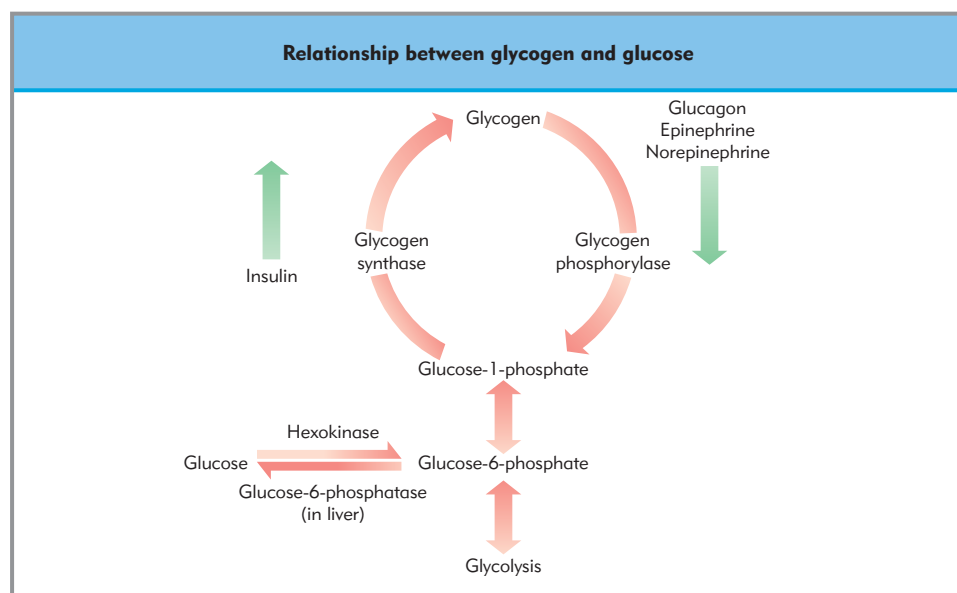 Relationship between glycogen and glucose
Glycogen
Glucagon
Epinephrine
Norepinephrine
Insulin
Glycogen
synthase
Glycogen
phosphorylase
Glucose-1-phosphate
Hexokinase
Glucose
Glucose-6-phosphate
Glucose-6-phosphatase
(in liver)
Glycolysis